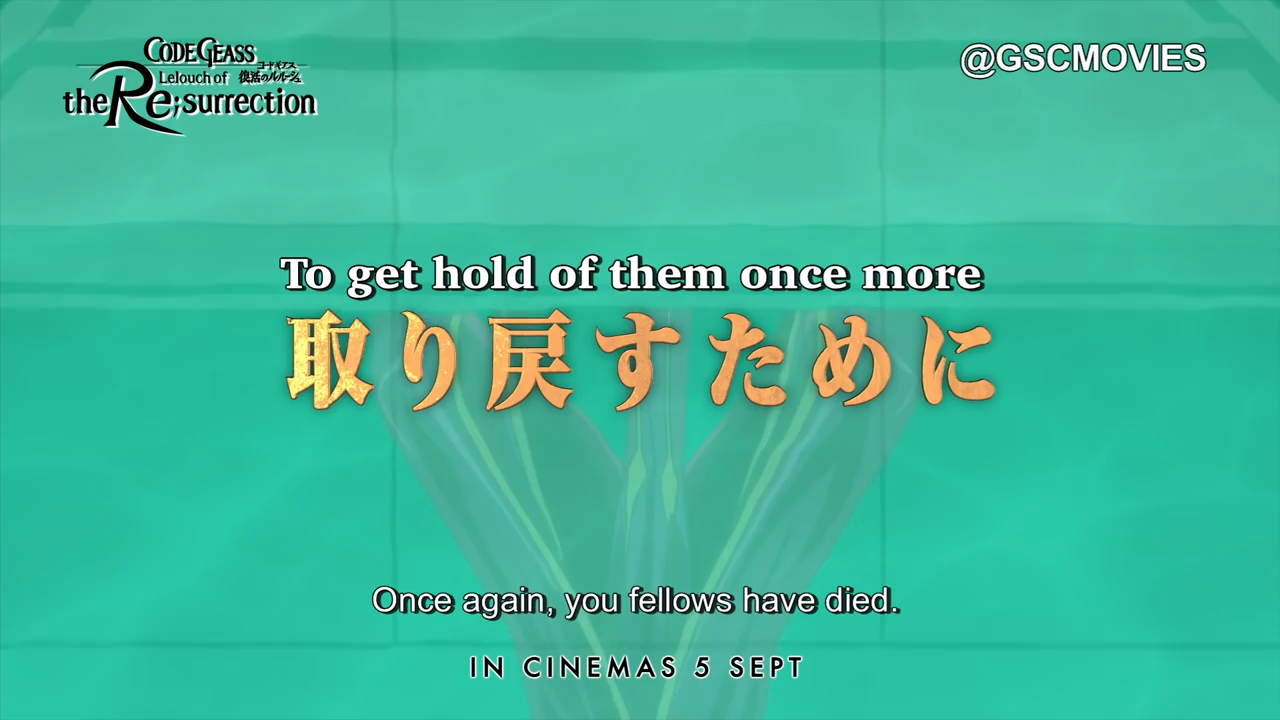 CODE GEASS
コードギアス
Lelouch of 復活のルルーシュ
the Re;surrection
@GSCMOVIES
To get hold of them once more
取り戻すために
Once again, you fellows have died.
IN CINEMAS 5 SEPT